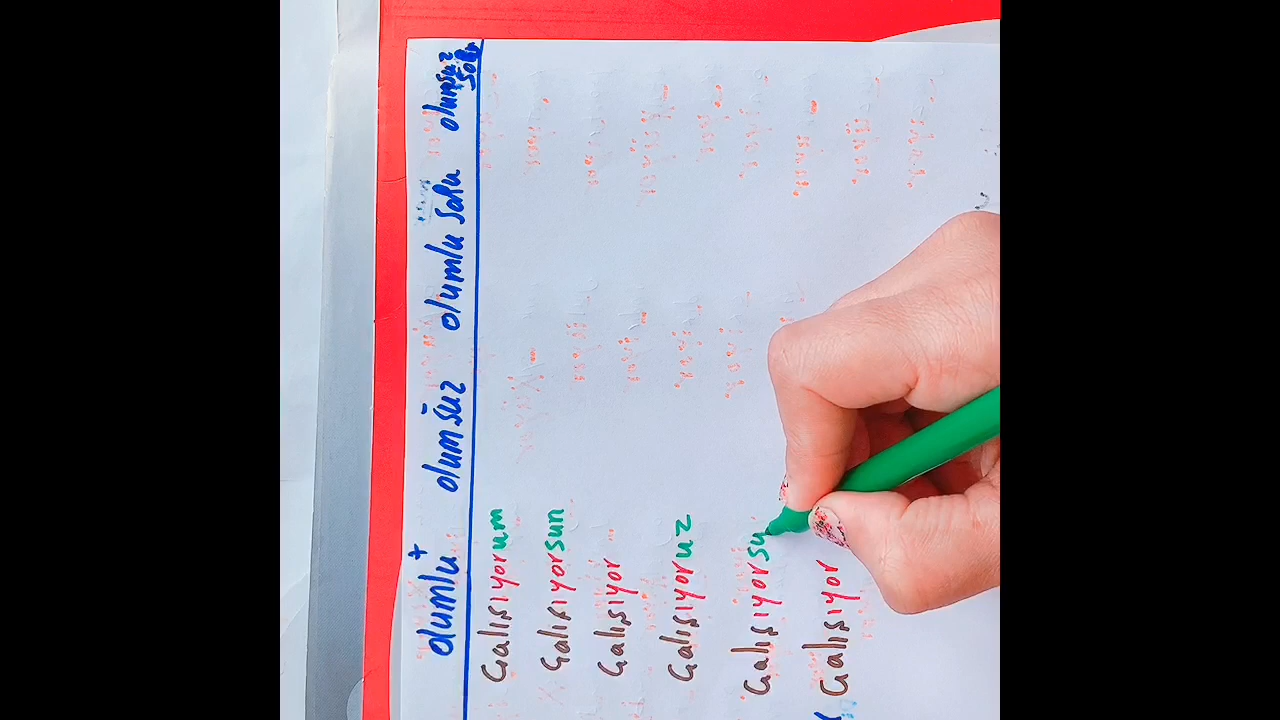 olumlu + olumsuz - olumlu soru olumsuz soru
Çalışıyorum
Çalışıyorsun
Çalışıyor
Çalışıyoruz
Çalışıyorsu
Çalışıyor